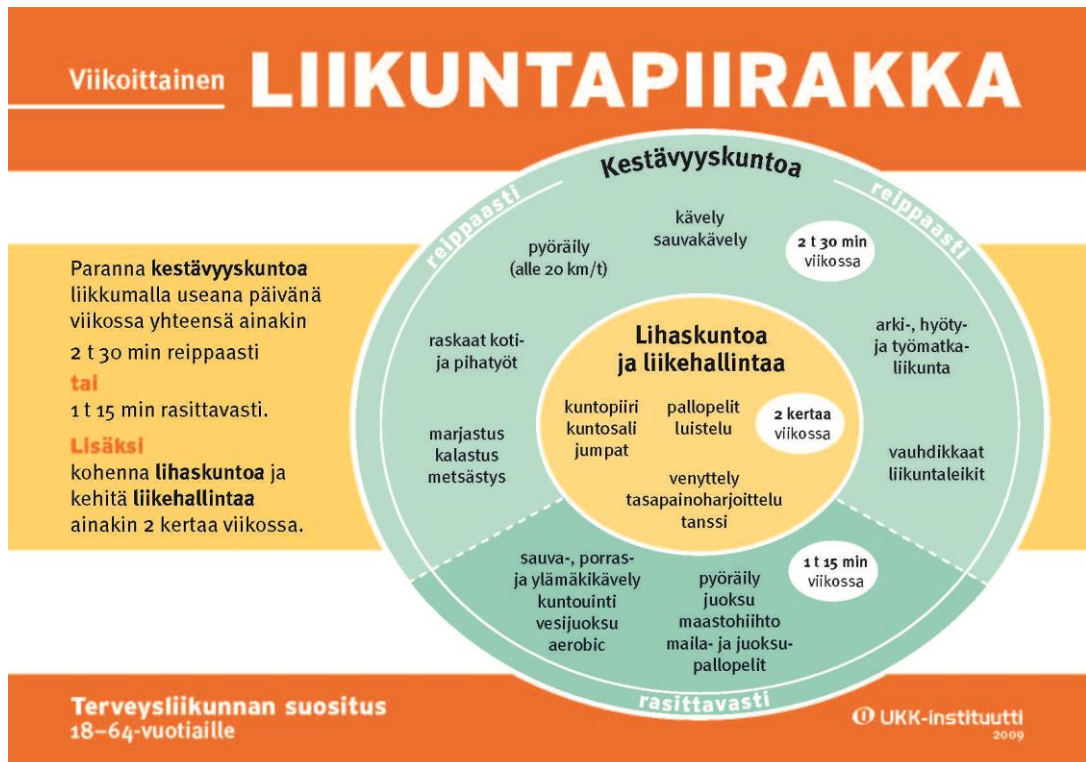 Viikoittainen LIIKUNTAPIIRAKKA
Paranna kestävyyskuntoa
liikkumalla useana päivänä
viikossa yhteensä ainakin
2 t 30 min reippaasti
tai
1 t 15 min rasittavasti.
Lisäksi
kohenna lihaskuntoa ja
kehitä liikehallintaa
ainakin 2 kertaa viikossa.
Kestävyyskuntoa
reippaasti
reippaasti
kävely
sauvakävely
2 t 30 min
viikossa
pyöräily
(alle 20 km/t)
raskaat koti-
ja pihatyöt
marjastus
kalastus
metsästys
arki-, hyöty-
ja työmatka-
liikunta
vauhdikkaat
liikuntaleikit
Lihaskuntoa
ja liikehallintaa
kuntopiiri
kuntosali
jumpat
pallopelit
luistelu
2 kertaa
viikossa
venyttely
tasapainoharjoittelu
tanssi
sauva-, porras-
ja ylämäkikävely
kuntouinti
vesijuoksu
aerobic
pyöräily
juoksu
maastohiihto
maila- ja juoksu-
pallopelit
1 t 15 min
viikossa
rasittavasti
Terveysliikunnan suositus
18–64-vuotiaille
UKK-instituutti
2009